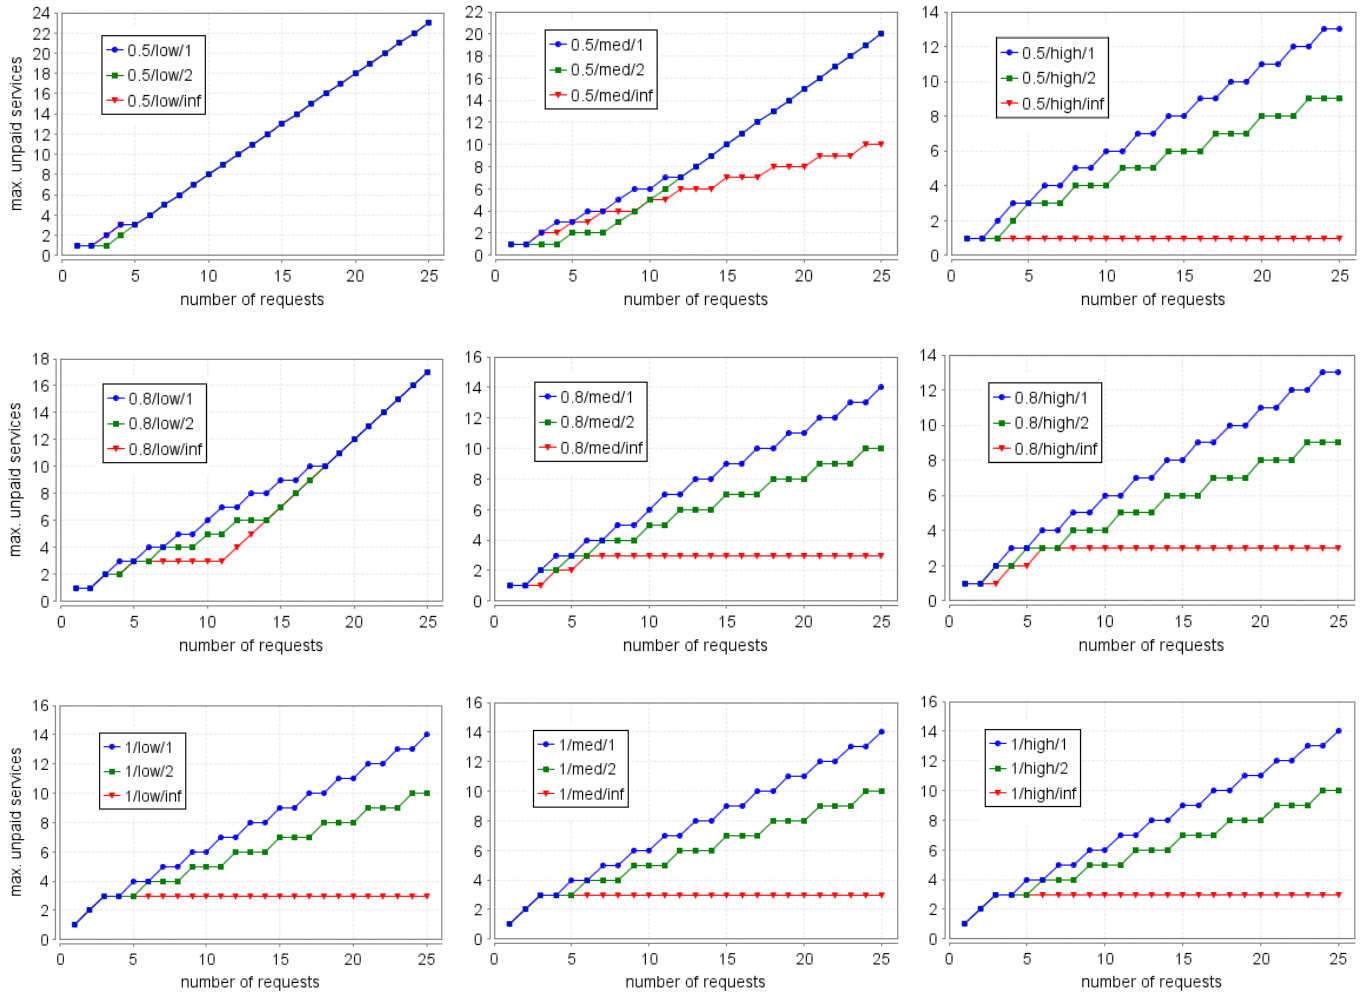 max. unpaid services
24
22
20
18
16
14
12
10
8
6
4
2
0
0.5/low/1
0.5/low/2
0.5/low/inf
0 5 10 15 20 25
number of requests
22
20
18
16
14
12
10
8
6
4
2
0
0.5/med/1
0.5/med/2
0.5/med/inf
0 5 10 15 20 25
number of requests
14
12
10
8
6
4
2
0
0.5/high/1
0.5/high/2
0.5/high/inf
0 5 10 15 20 25
number of requests
max. unpaid services
18
16
14
12
10
8
6
4
2
0
0.8/low/1
0.8/low/2
0.8/low/inf
0 5 10 15 20 25
number of requests
16
14
12
10
8
6
4
2
0
0.8/med/1
0.8/med/2
0.8/med/inf
0 5 10 15 20 25
number of requests
14
12
10
8
6
4
2
0
0.8/high/1
0.8/high/2
0.8/high/inf
0 5 10 15 20 25
number of requests
max. unpaid services
16
14
12
10
8
6
4
2
0
1/low/1
1/low/2
1/low/inf
0 5 10 15 20 25
number of requests
16
14
12
10
8
6
4
2
0
1/med/1
1/med/2
1/med/inf
0 5 10 15 20 25
number of requests
16
14
12
10
8
6
4
2
0
1/high/1
1/high/2
1/high/inf
0 5 10 15 20 25
number of requests